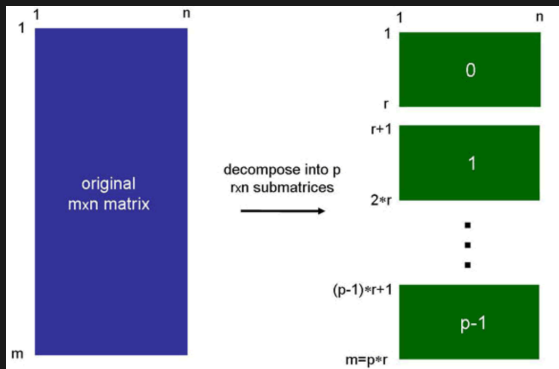 1
n
1
original
mxn matrix
m
decompose into p
rxn submatrices
1
n
1
0
r
r+1
1
2*r
(p-1)*r+1
p-1
m=p*r